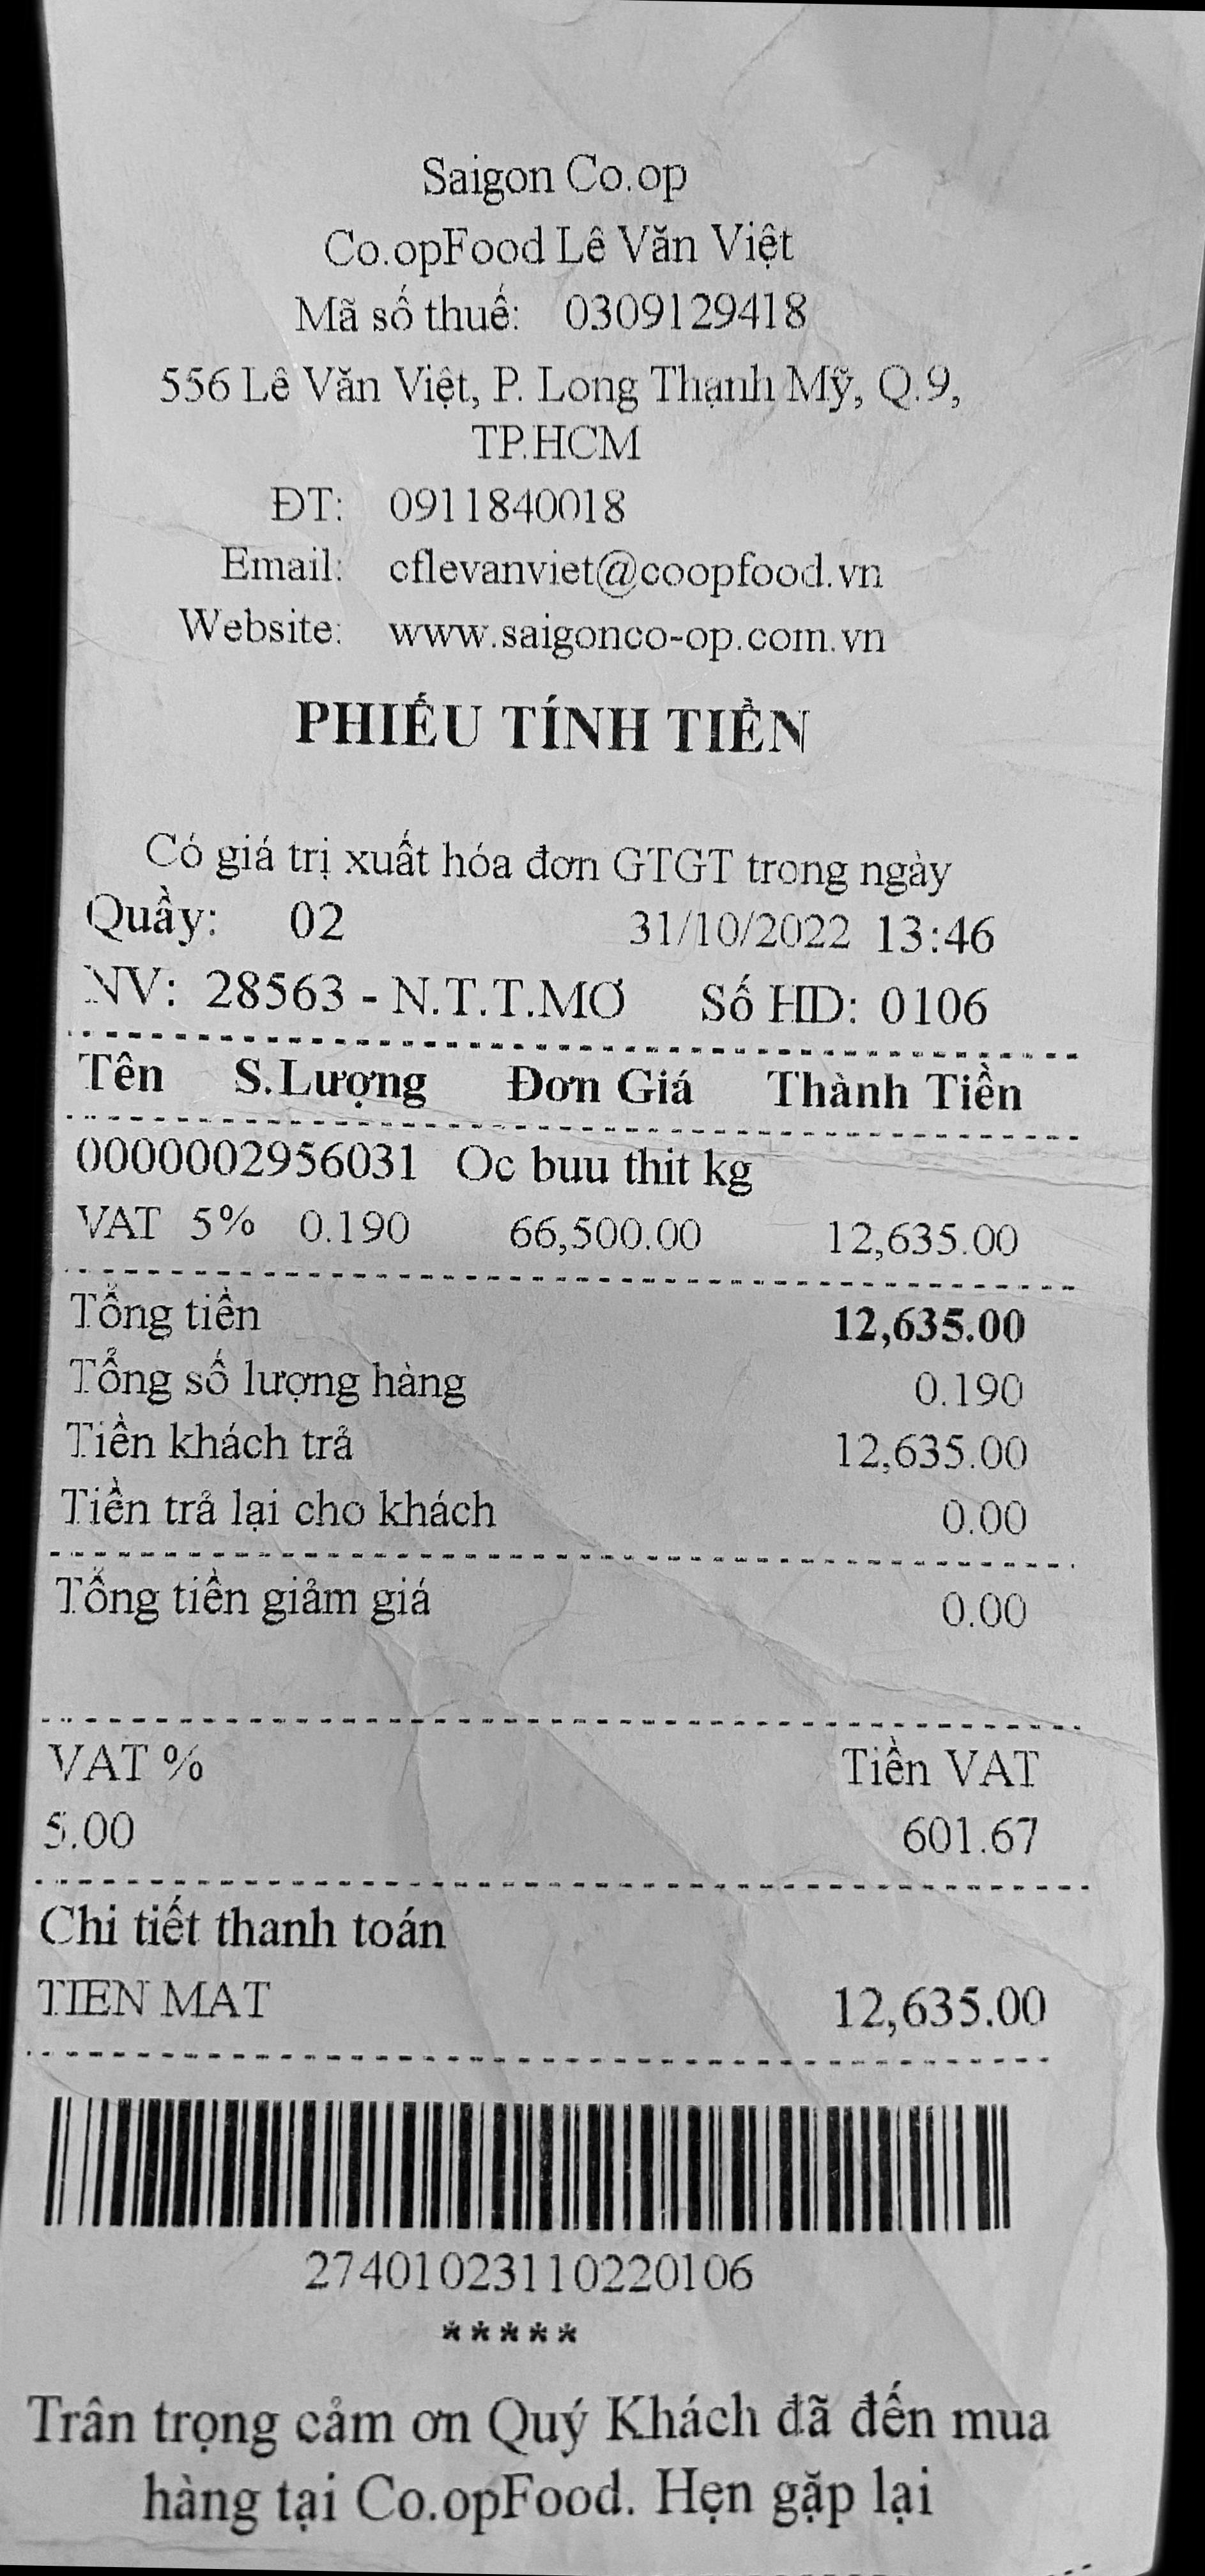 Saigon Co.op
Co.opFood Lê Văn Việt
Mã số thuế: 0309129418
556 Lê Văn Việt, P. Long Thạnh Mỹ, Q.9,
TP.HCM
ĐT: 0911840018
Email: cflevanviet@coopfood.vn
Website: www.saigonco-op.com.vn
PHIẾU TÍNH TIỀN
Có giá trị xuất hóa đơn GTGT trong ngày
Quầy: 02 31/10/2022 13:46
NV: 28563 - N.T.T.MƠ Số HD: 0106
Tên S.Lượng Đơn Giá Thành Tiền
0000002956031 Oc buu thit kg
VAT 5% 0.190 66,500.00 12,635.00
Tổng tiền 12,635.00
Tổng số lượng hàng 0.190
Tiền khách trả 12,635.00
Tiền trả lại cho khách 0.00
Tổng tiền giảm giá 0.00
VAT % Tiền VAT
5.00 601.67
Chi tiết thanh toán
TIEN MAT 12,635.00
27401023110220106
*****
Trân trọng cảm ơn Quý Khách đã đến mua
hàng tại Co.opFood. Hẹn gặp lại